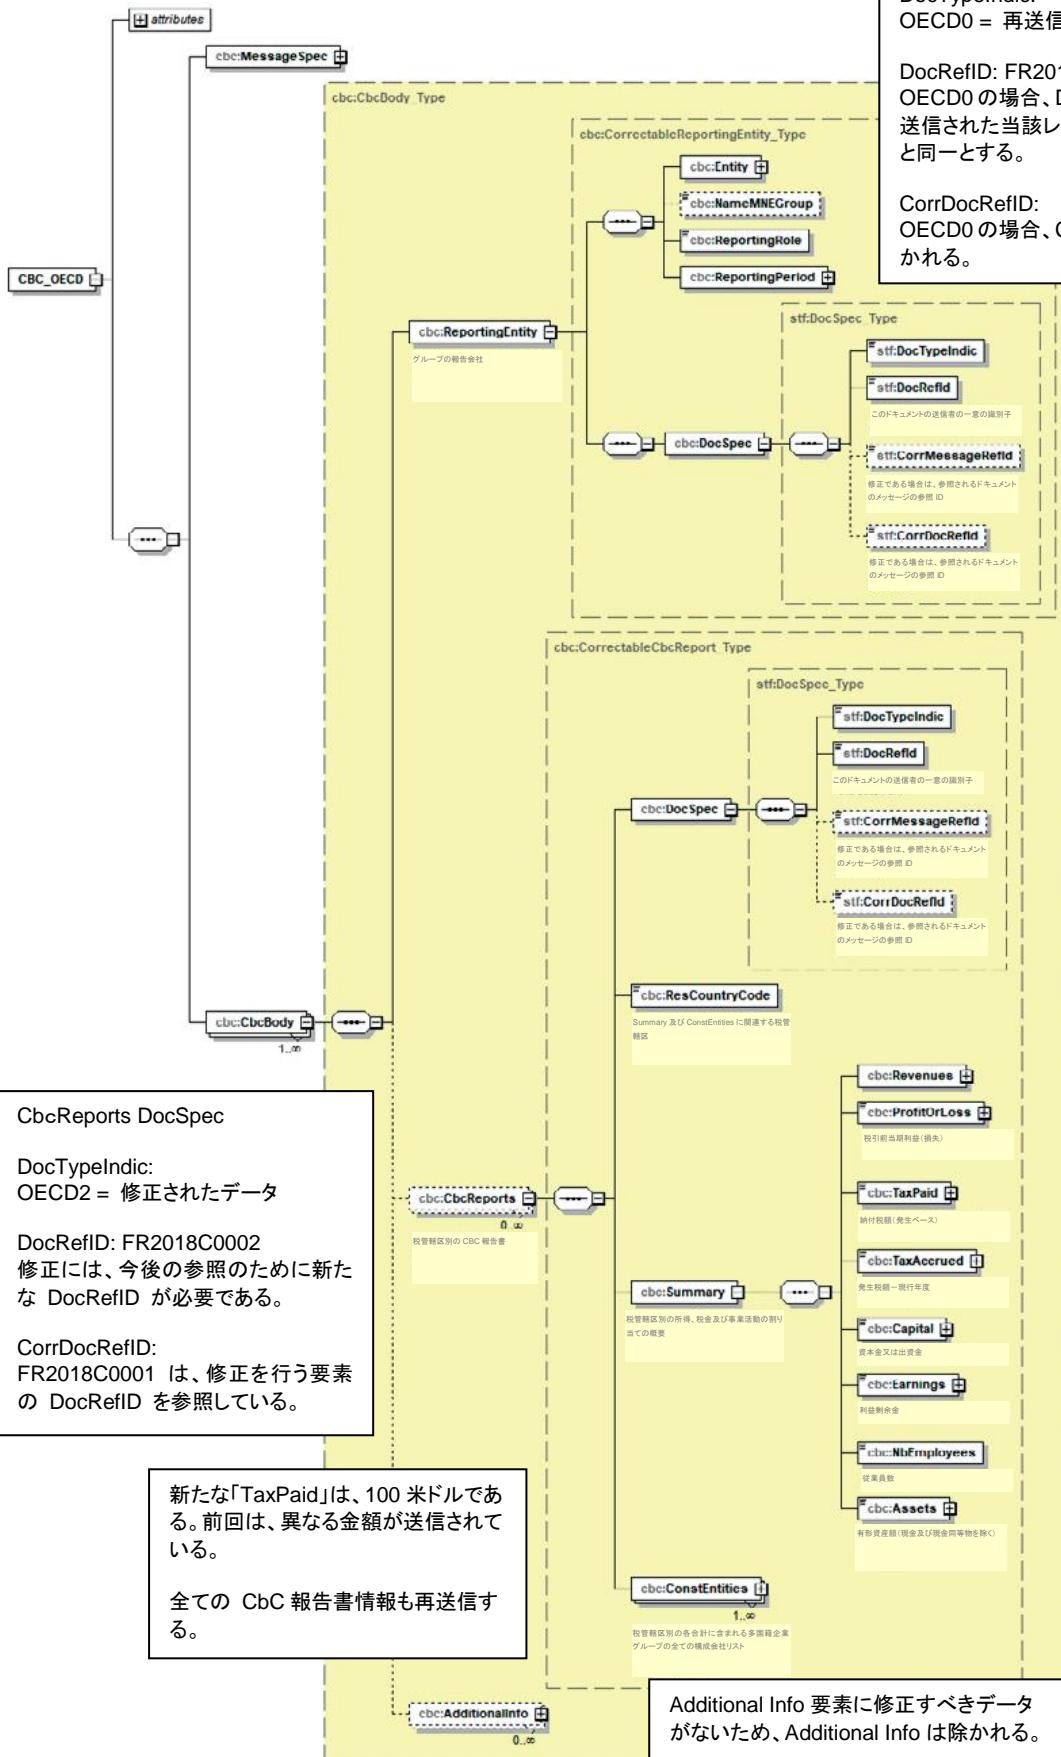 attributes
cbc:MessageSpec
cbc:CbcBody_Type
cbc:CorrectableReportingEntity_Type
cbc:Entity
cbc:NameMNEGroup
cbc:ReportingRole
cbc:ReportingPeriod
OECD0 = 再送信
DocRefID:
OECD0 の場合、
送信された当該レ
と同一とする。
CorrDocRefID:
OECD0 の場合、
かれる。
CBC_OECD
cbc:ReportingEntity
グループの報告会社
stf:DocSpec_Type
stf:DocTypeIndic
stf:DocRefId
このドキュメントの送信者の一意の識別子
cbc:DocSpec
stf:CorrMessageRefId
修正である場合は、参照されるドキュメント
のメッセージの参照 ID
stf:CorrDocRefId
修正である場合は、参照されるドキュメント
のメッセージの参照 ID
cbc:CorrectableCbcReport_Type
stf:DocSpec_Type
stf:DocTypeIndic
stf:DocRefId
このドキュメントの送信者の一意の識別子
cbc:DocSpec
stf:CorrMessageRefId
修正である場合は、参照されるドキュメント
のメッセージの参照 ID
stf:CorrDocRefId
修正である場合は、参照されるドキュメント
のメッセージの参照 ID
cbc:ResCountryCode
Summary 及び ConstEntities に関連する税管
轄区
cbc:CbcBody
1..∞
CbcReports DocSpec
DocTypeIndic:
OECD2 = 修正されたデータ
DocRefID: FR2018C0002
修正には、今後の参照のために新た
な DocRefID が必要である。
CorrDocRefID:
FR2018C0001 は、修正を行う要素
の DocRefID を参照している。
cbc:CbcReports
0..∞
税管轄区別の CBC 報告書
cbc:Revenues
cbc:ProfitOrLoss
税引前当期利益(損失)
cbc:TaxPaid
納付税額(発生ベース)
cbc:TaxAccrued
発生税額－現行年度
cbc:Summary
税管轄区別の所得、税金及び事業活動の割り
当ての概要
cbc:Capital
資本金又は出資金
cbc:Earnings
利益剰余金
cbc:NbEmployees
従業員数
cbc:Assets
有形資産額(現金及び現金同等物を除く)
新たな「TaxPaid」は、100 米ドルであ
る。前回は、異なる金額が送信されて
いる。
全ての CbC 報告書情報も再送信す
る。
cbc:ConstEntities
1..∞
税管轄区別の各合計に含まれる多国籍企業
グループの全ての構成会社リスト
cbc:AdditionalInfo
0..∞
Additional Info 要素に修正すべきデータ
がないため、Additional Info は除かれる。